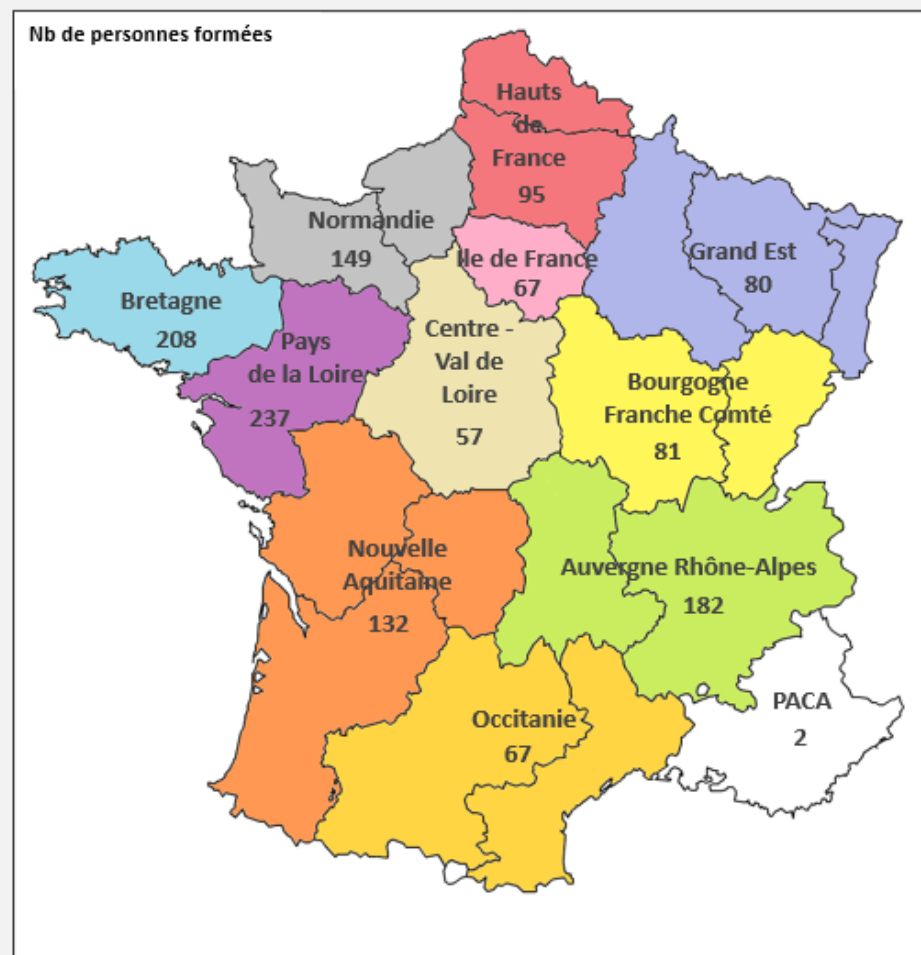 Nb de personnes formées
Hauts
de
France
95
Normandie
149
Ile de France
67
Grand Est
80
Bretagne
208
Pays
de la Loire
237
Centre -
Val de
Loire
57
Bourgogne
Franche Comté
81
Nouvelle
Aquitaine
132
Auvergne Rhône-Alpes
182
PACA
2
Occitanie
67